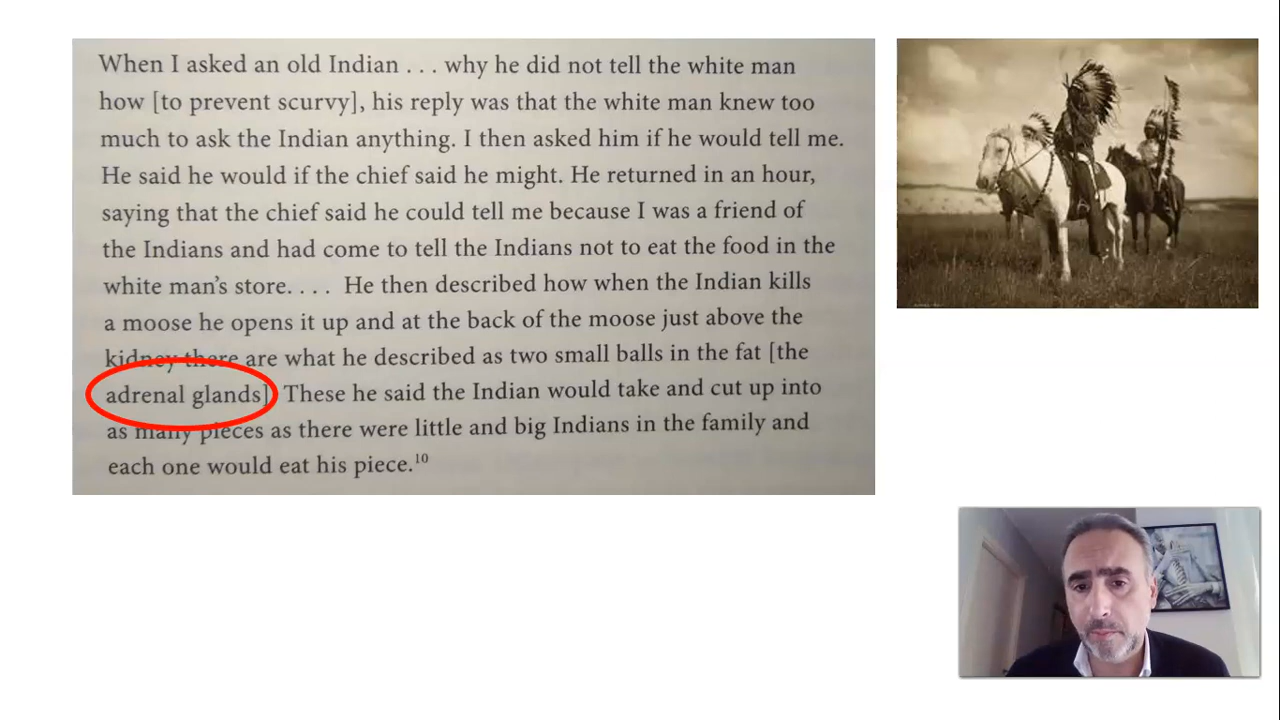 When I asked an old Indian . . . why he did not tell the white man
how [to prevent scurvy], his reply was that the white man knew too
much to ask the Indian anything. I then asked him if he would tell me.
He said he would if the chief said he might. He returned in an hour,
saying that the chief said he could tell me because I was a friend of
the Indians and had come to tell the Indians not to eat the food in the
white man’s store. . . . He then described how when the Indian kills
a moose he opens it up and at the back of the moose just above the
kidney there are what he described as two small balls in the fat [the
adrenal glands] These he said the Indian would take and cut up into
as many pieces as there were little and big Indians in the family and
each one would eat his piece.10